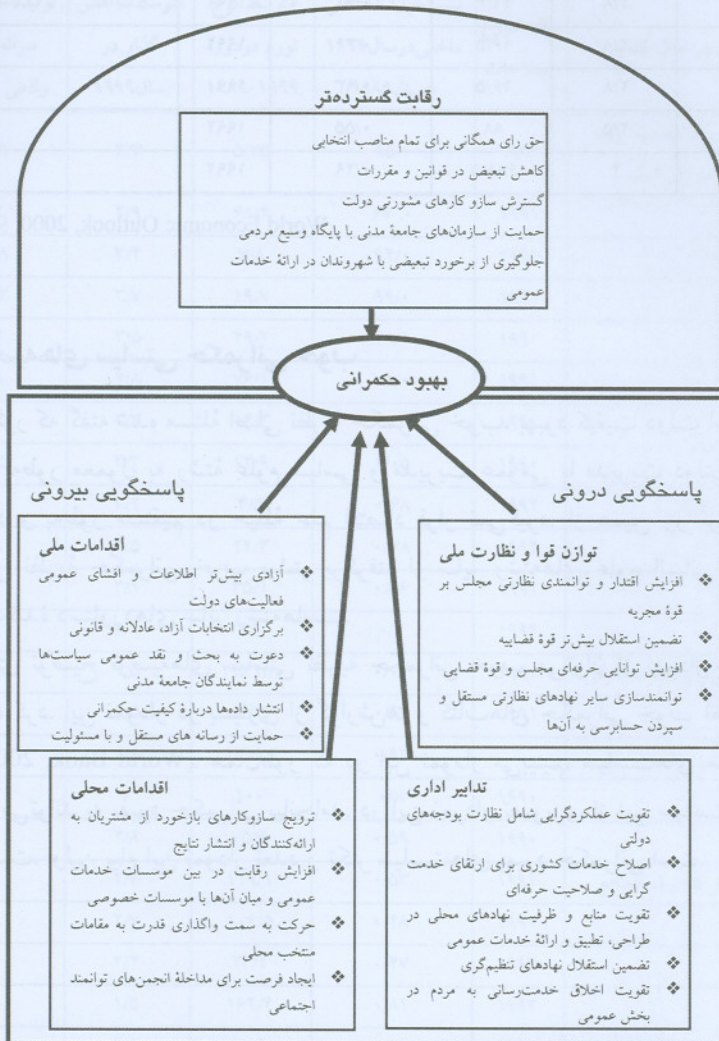 رقابت گسترده‌تر
حق رای همگانی برای تمام مناصب انتخابی
کاهش تبعیض در قوانین و مقررات
گسترش سازو کارهای مشورتی دولت
حمایت از سازمان‌های جامعهٔ مدنی با پایگاه وسیع مردمی
جلوگیری از برخورد تبعیضی با شهروندان در ارائهٔ خدمات
عمومی
بهبود حکمرانی
پاسخگویی درونی
توازن قوا و نظارت ملی
❖ افزایش اقتدار و توانمندی نظارتی مجلس بر
قوهٔ مجریه
❖ تضمین استقلال بیش‌تر قوهٔ قضاییه
❖ افزایش توانایی حرفه‌ای مجلس و قوهٔ قضایی
❖ توانمندسازی سایر نهادهای نظارتی مستقل و
سپردن حسابرسی به آن‌ها
تدابیر اداری
❖ تقویت عملکردگرایی شامل نظارت بودجه‌های
دولتی
❖ اصلاح خدمات کشوری برای ارتقای خدمت
گرایی و صلاحیت حرفه‌ای
❖ تقویت منابع و ظرفیت نهادهای محلی در
طراحی، تطبیق و ارائهٔ خدمات عمومی
❖ تضمین استقلال نهادهای تنظیم‌گری
❖ تقویت اخلاق خدمت‌رسانی به مردم در
بخش عمومی
پاسخگویی بیرونی
اقدامات ملی
❖ آزادی بیش‌تر اطلاعات و افشای عمومی
فعالیت‌های دولت
❖ برگزاری انتخابات آزاد، عادلانه و قانونی
❖ دعوت به بحث و نقد عمومی سیاست‌ها
توسط نمایندگان جامعهٔ مدنی
❖ انتشار داده‌ها دربارهٔ کیفیت حکمرانی
❖ حمایت از رسانه های مستقل و با مسئولیت
اقدامات محلی
❖ ترویج سازوکارهای بازخورد از مشتریان به
ارائه‌کنندگان و انتشار نتایج
❖ افزایش رقابت در بین موسسات خدمات
عمومی و میان آن‌ها با موسسات خصوصی
❖ حرکت به سمت واگذاری قدرت به مقامات
منتخب محلی
❖ ایجاد فرصت برای مداخلهٔ انجمن‌های توانمند
اجتماعی